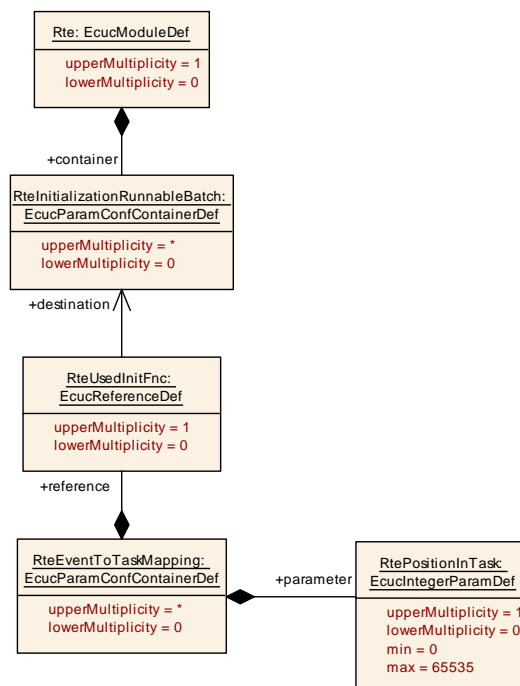 Rte: EcucModuleDef
upperMultiplicity = 1
lowerMultiplicity = 0
+container
RteInitializationRunnableBatch:
EcucParamConfContainerDef
upperMultiplicity = *
lowerMultiplicity = 0
+destination
RteUsedInitFnc:
EcucReferenceDef
upperMultiplicity = 1
lowerMultiplicity = 0
+reference
RteEventToTaskMapping:
EcucParamConfContainerDef
upperMultiplicity = *
lowerMultiplicity = 0
+parameter
RtePositionInTask:
EcucIntegerParamDef
upperMultiplicity = 1
lowerMultiplicity = 0
min = 0
max = 65535